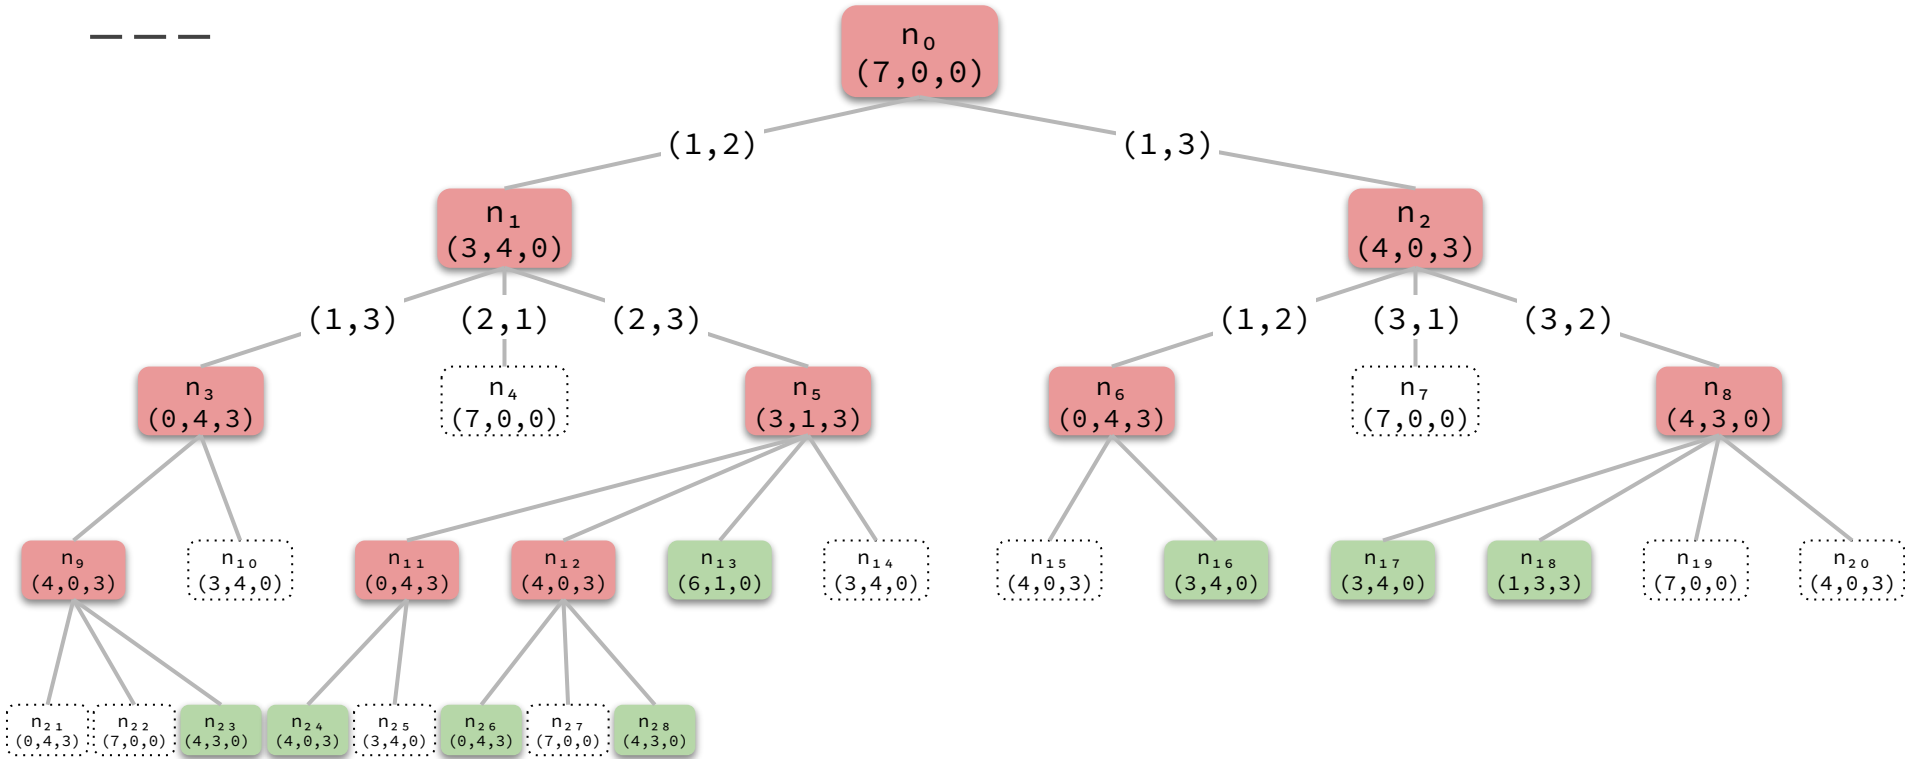 n₀
(7,0,0)
(1,2)
(1,3)
n₁
(3,4,0)
n₂
(4,0,3)
(1,3)
(2,1)
(2,3)
(1,2)
(3,1)
(3,2)
n₃
(0,4,3)
n₄
(7,0,0)
n₅
(3,1,3)
n₆
(0,4,3)
n₇
(7,0,0)
n₈
(4,3,0)
n₉
(4,0,3)
n₁₀
(3,4,0)
n₁₁
(0,4,3)
n₁₂
(4,0,3)
n₁₃
(6,1,0)
n₁₄
(3,4,0)
n₁₅
(4,0,3)
n₁₆
(3,4,0)
n₁₇
(3,4,0)
n₁₈
(1,3,3)
n₁₉
(7,0,0)
n₂₀
(4,0,3)
n₂₁
(0,4,3)
n₂₂
(7,0,0)
n₂₃
(4,3,0)
n₂₄
(4,0,3)
n₂₅
(3,4,0)
n₂₆
(0,4,3)
n₂₇
(7,0,0)
n₂₈
(4,3,0)